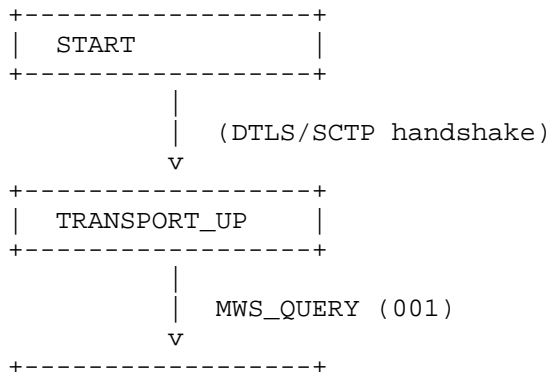 +------------------+
|   START          |
+------------------+
          |
          |  (DTLS/SCTP handshake)
          v
+------------------+
|  TRANSPORT_UP    |
+------------------+
          |
          |  MWS_QUERY (001)
          v
+------------------+